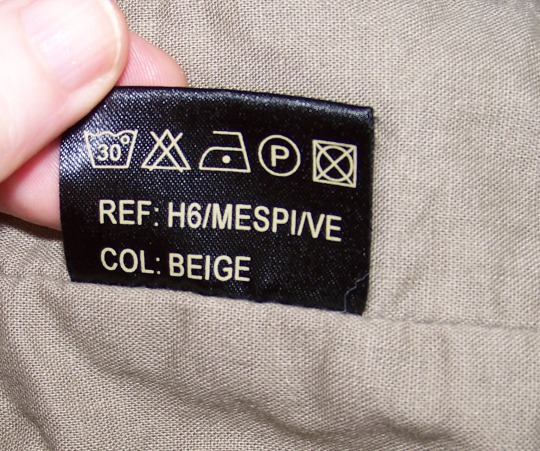 30° P
REF: H6/MESPI/VE
COL: BEIGE